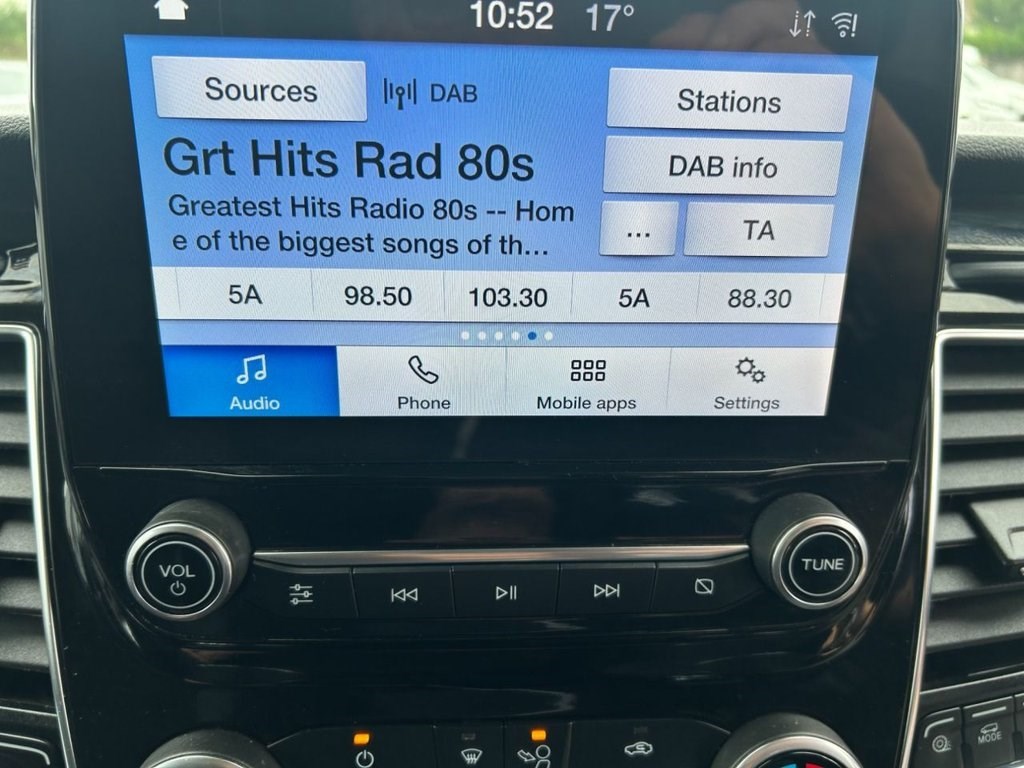 10:52 17°
Sources DAB Stations
Grt Hits Rad 80s
DAB info
Greatest Hits Radio 80s -- Hom
e of the biggest songs of th...
... TA
5A 98.50 103.30 5A 88.30
Audio Phone Mobile apps Settings
VOL TUNE
MODE